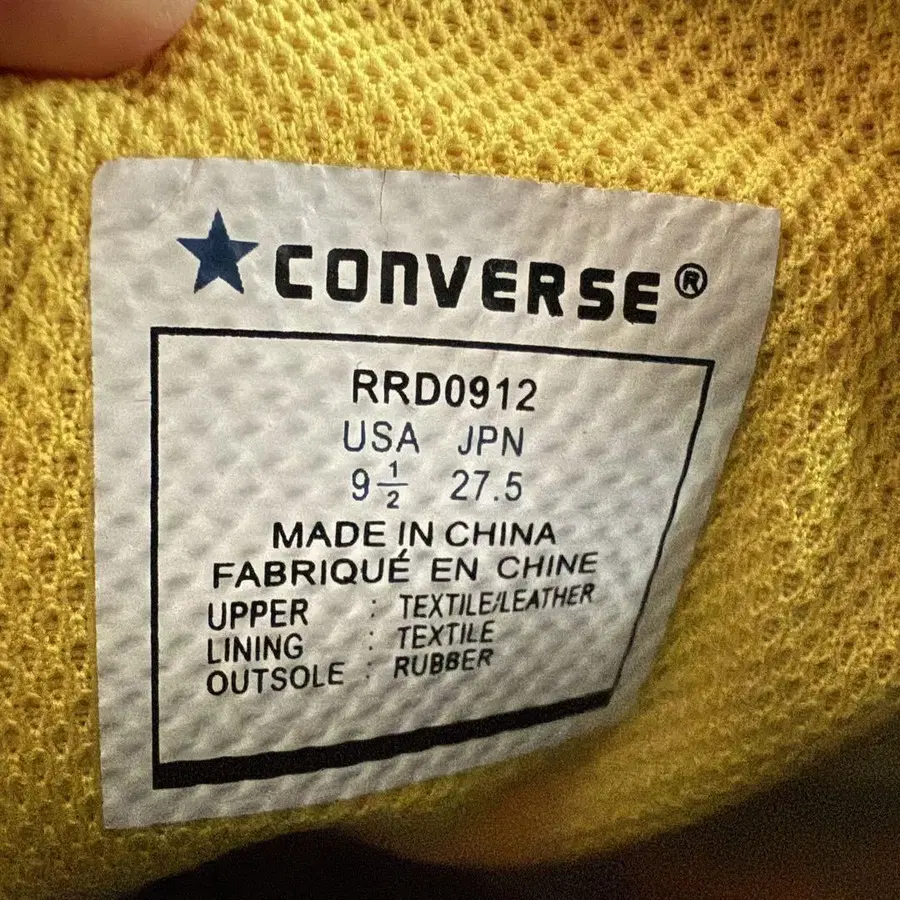 CONVERSE®
RRD0912
USA JPN
9 1/2 27.5
MADE IN CHINA
FABRIQUÉ EN CHINE
UPPER : TEXTILE/LEATHER
LINING : TEXTILE
OUTSOLE : RUBBER